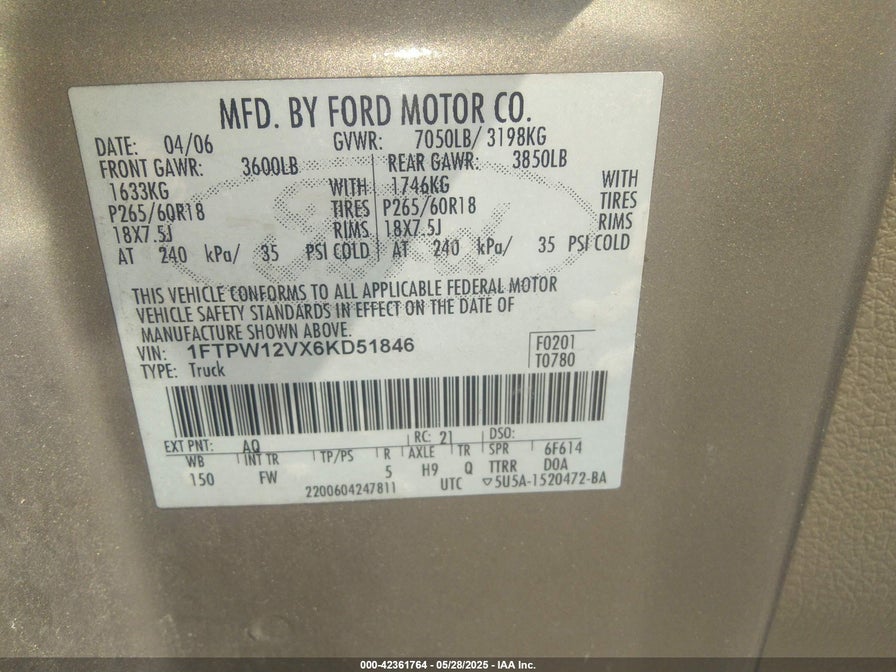 MFD. BY FORD MOTOR CO.
DATE: 04/06 GVWR: 7050LB/ 3198KG
FRONT GAWR: 3600LB REAR GAWR: 3850LB
1633KG WITH 1746KG WITH
P265/60R18 TIRES P265/60R18 TIRES
18X7.5J RIMS 18X7.5J RIMS
AT 240 kPa/ 35 PSI COLD AT 240 kPa/ 35 PSI COLD
THIS VEHICLE CONFORMS TO ALL APPLICABLE FEDERAL MOTOR
VEHICLE SAFETY STANDARDS IN EFFECT ON THE DATE OF
MANUFACTURE SHOWN ABOVE.
VIN: 1FTPW12VX6KD51846 F0201
TYPE: Truck T0780
EXT PNT: AQ RC: 21 DSO:
WB INT TR TP/PS R AXLE TR SPR 6F614
150 FW 5 H9 Q TTRR DOA
2200604247811 UTC ▽5U5A-1520472-BA
000-42361764 - 05/28/2025 - IAA Inc.